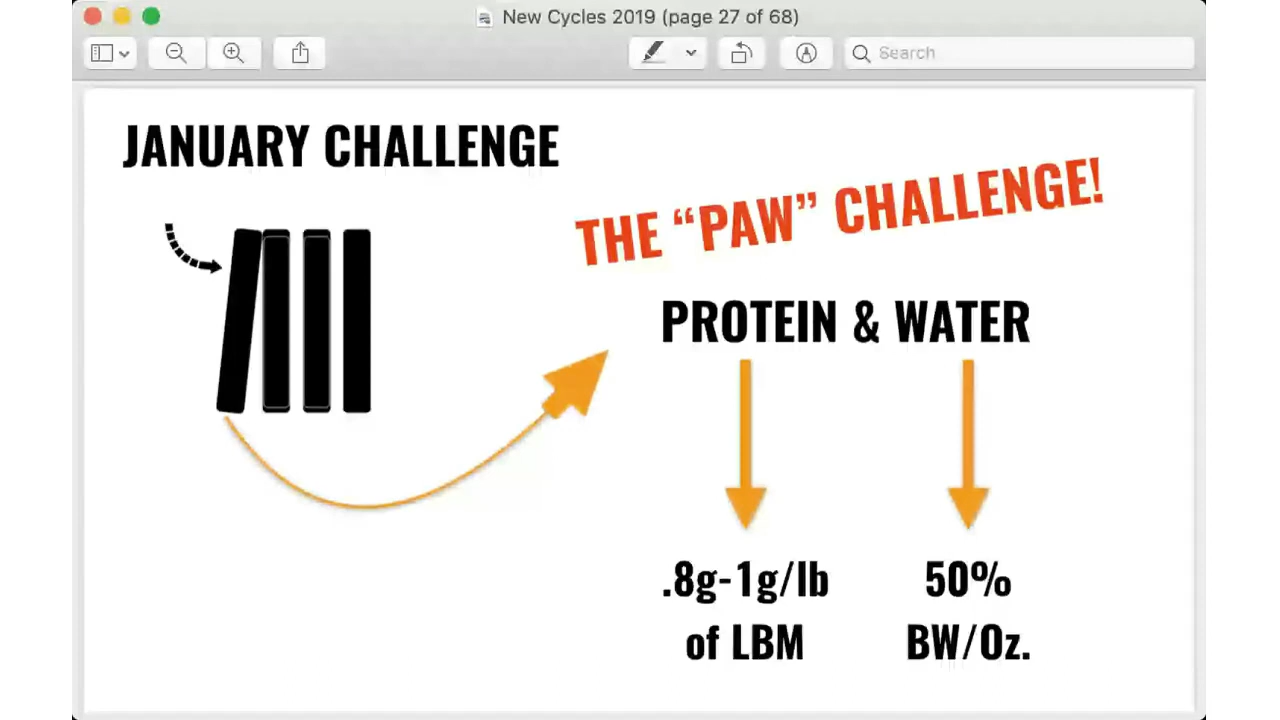 New Cycles 2019 (page 27 of 68)
Search
JANUARY CHALLENGE
THE “PAW” CHALLENGE!
PROTEIN & WATER
.8g-1g/lb
of LBM
50%
BW/Oz.